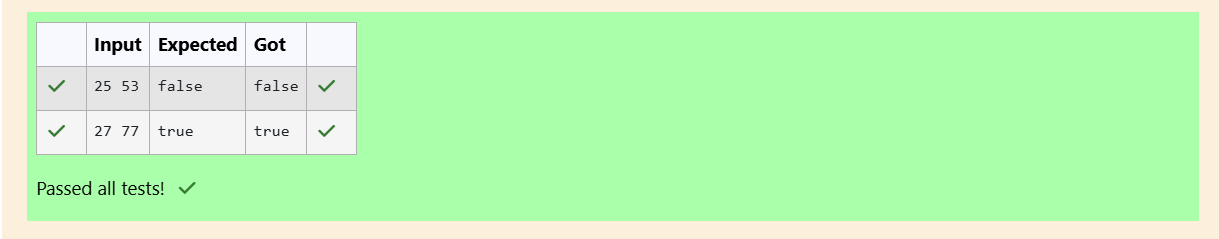 Input Expected Got
25 53 false false
27 77 true true
Passed all tests!